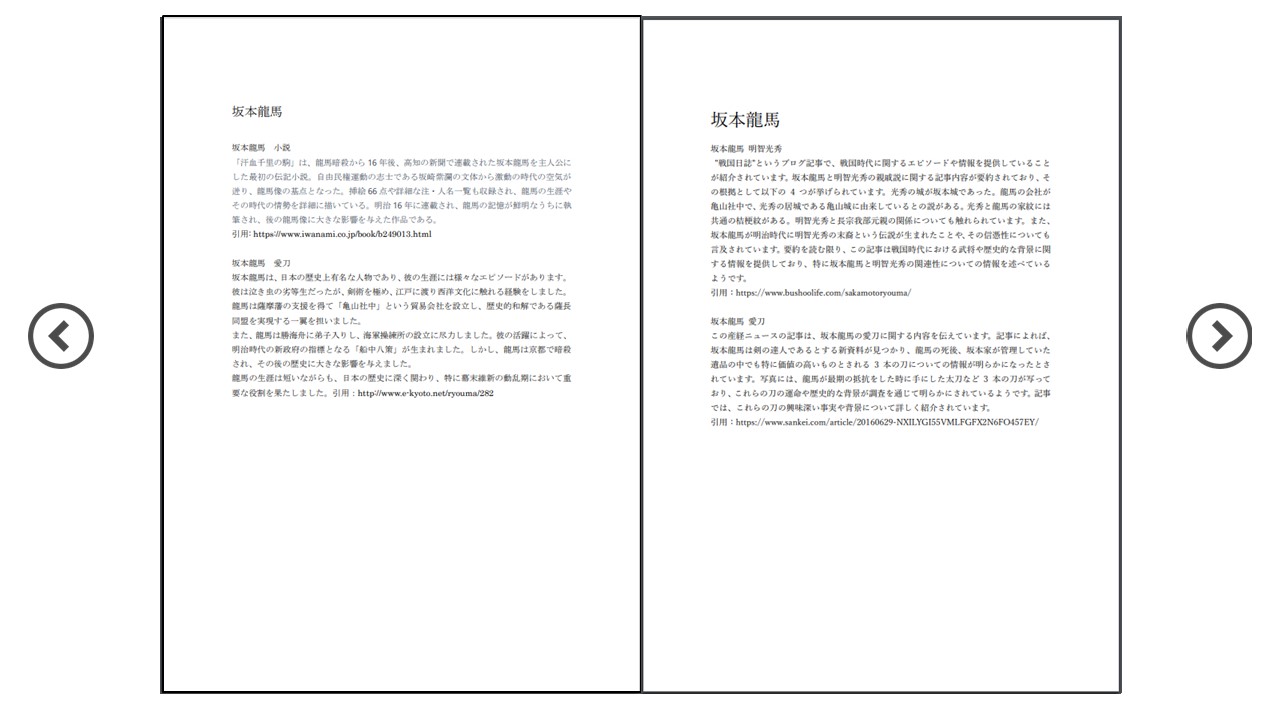 坂本龍馬
坂本龍馬　小説
「汗血千里の駒」は、龍馬暗殺から 16 年後、高知の新聞で連載された坂本龍馬を主人公に
した最初の伝記小説。自由民権運動の志士である坂崎紫瀾の文体から激動の時代の空気が
迸り、龍馬像の基点となった。挿絵 66 点や詳細な注・人名一覧も収録され、龍馬の生涯や
その時代の情勢を詳細に描いている。明治 16 年に連載され、龍馬の記憶が鮮明なうちに執
筆され、後の龍馬像に大きな影響を与えた作品である。
引用: https://www.iwanami.co.jp/book/b249013.html
坂本龍馬　愛刀
坂本龍馬は、日本の歴史上有名な人物であり、彼の生涯には様々なエピソードがあります。
彼は泣き虫の劣等生だったが、剣術を極め、江戸に渡り西洋文化に触れる経験をしました。
龍馬は薩摩藩の支援を得て「亀山社中」という貿易会社を設立し、歴史的和解である薩長
同盟を実現する一翼を担いました。
また、龍馬は勝海舟に弟子入りし、海軍操練所の設立に尽力しました。彼の活躍によって、
明治時代の新政府の指標となる「船中八策」が生まれました。しかし、龍馬は京都で暗殺
され、その後の歴史に大きな影響を与えました。
龍馬の生涯は短いながらも、日本の歴史に深く関わり、特に幕末維新の動乱期において重
要な役割を果たしました。引用：http://www.e-kyoto.net/ryouma/282
坂本龍馬
坂本龍馬 明智光秀
"戦国日誌"というブログ記事で、戦国時代に関するエピソードや情報を提供していること
が紹介されています。坂本龍馬と明智光秀の親戚説に関する記事内容が要約されており、そ
の根拠として以下の 4 つが挙げられています。光秀の城が坂本城であった。龍馬の会社が
亀山社中で、光秀の居城である亀山城に由来しているとの説がある。光秀と龍馬の家紋には
共通の桔梗紋がある。明智光秀と長宗我部元親の関係についても触れられています。また、
坂本龍馬が明治時代に明智光秀の末裔という伝説が生まれたことや、その信憑性についても
言及されています。要約を読む限り、この記事は戦国時代における武将や歴史的な背景に関
する情報を提供しており、特に坂本龍馬と明智光秀の関連性についての情報を述べている
ようです。
引用：https://www.bushoolife.com/sakamotoryouma/
坂本龍馬 愛刀
この産経ニュースの記事は、坂本龍馬の愛刀に関する内容を伝えています。記事によれば、
坂本龍馬は剣の達人であるとする新資料が見つかり、龍馬の死後、坂本家が管理していた
遺品の中でも特に価値の高いものとされる 3 本の刀についての情報が明らかになったとさ
れています。写真には、龍馬が最期の抵抗をした時に手にした太刀など 3 本の刀が写って
おり、これらの刀の運命や歴史的な背景が調査を通じて明らかにされているようです。記事
では、これらの刀の興味深い事実や背景について詳しく紹介されています。
引用：https://www.sankei.com/article/20160629-NXILYGI55VMLFGFX2N6FO457EY/